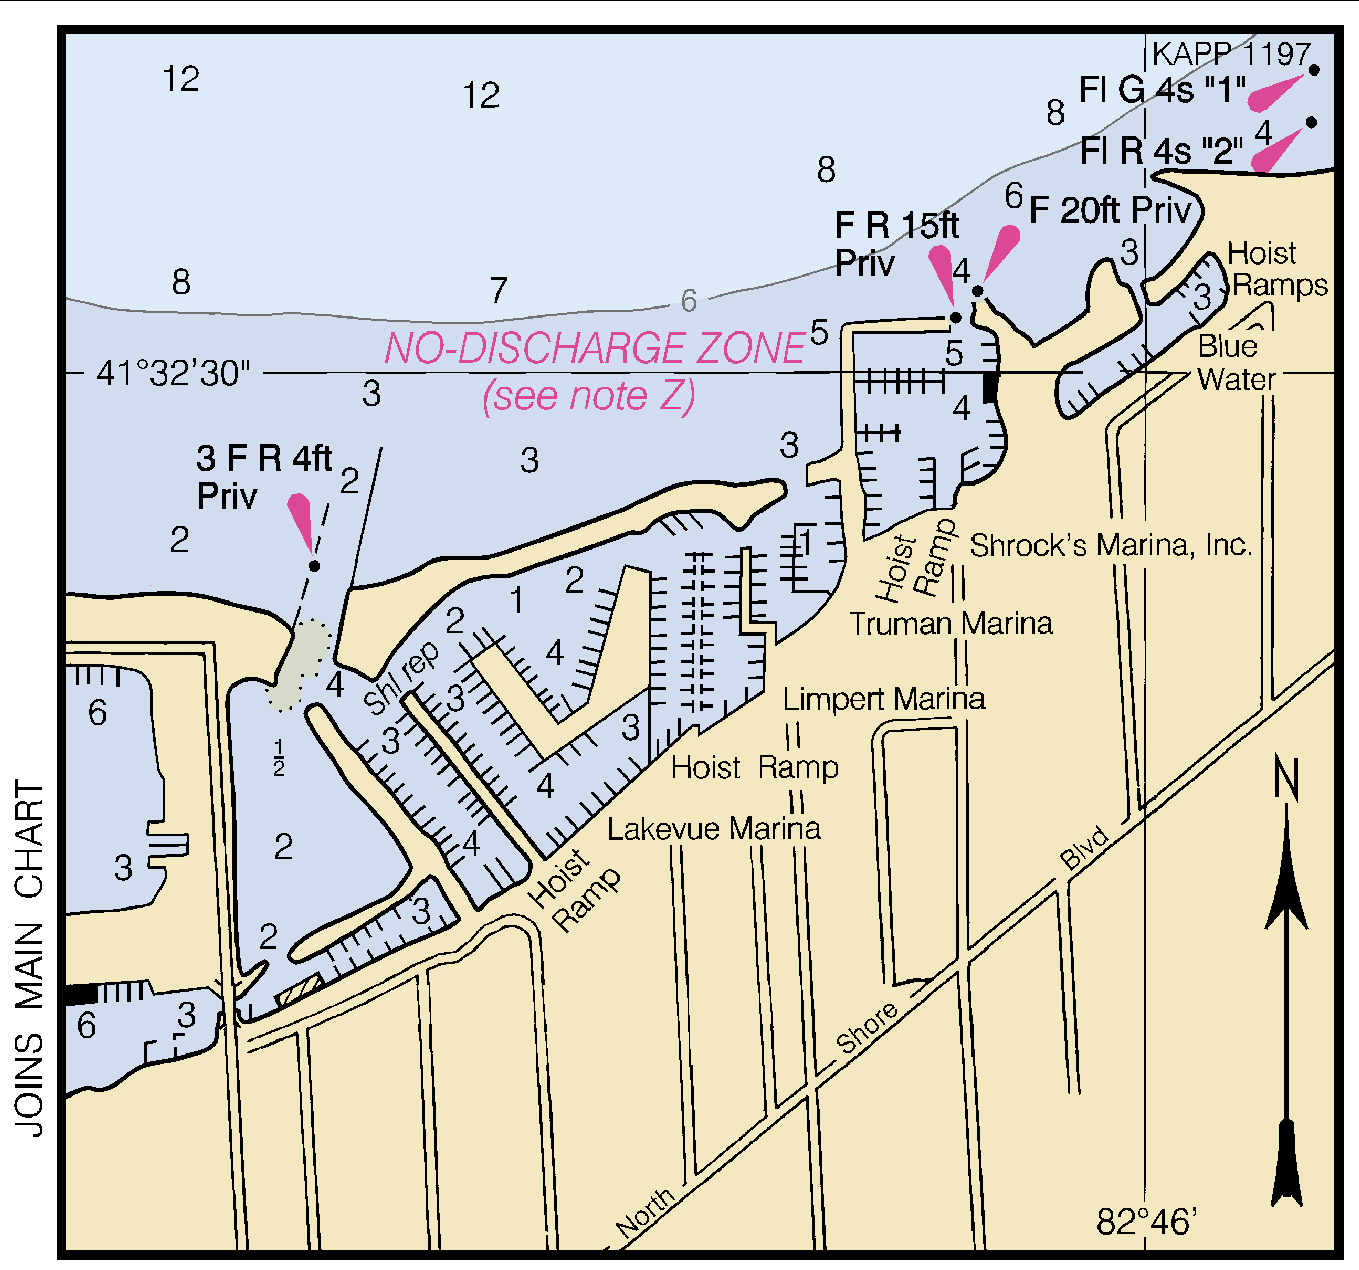 KAPP 1197
12
12
Fl G 4s "1"
8
4
Fl R 4s "2"
8
6
F 20ft Priv
F R 15ft
Priv
3
Hoist
Ramps
4
8
7
6
3
5
NO-DISCHARGE ZONE
5
Blue
Water
41°32'30"
(see note Z)
3
4
3
3
3 F R 4ft
Priv
2
2
1
Hoist
Ramp
Shrock's Marina, Inc.
2
1
2
Truman Marina
4
Shl rep
4
3
Limpert Marina
6
3
3
½
Hoist Ramp
4
Lakevue Marina
2
4
3
Hoist
Ramp
Blvd
3
2
6
3
Shore
North
N
82°46'
JOINS MAIN CHART